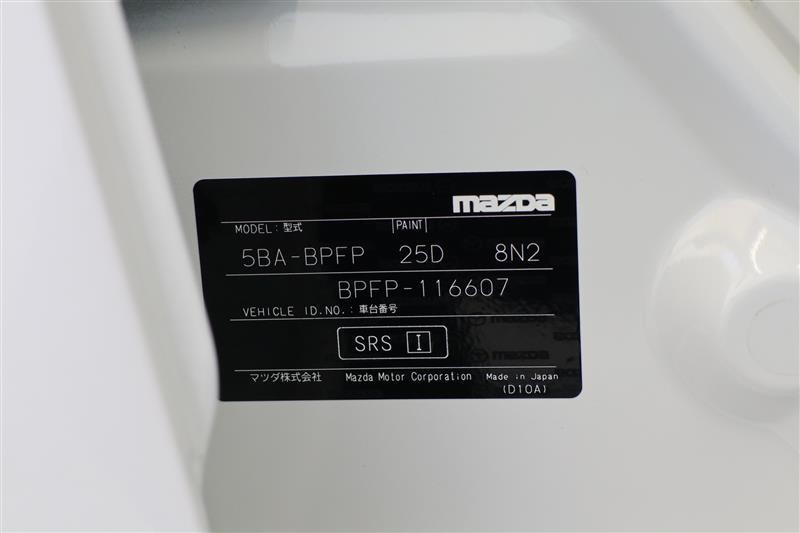 mazda
MODEL: 型式 PAINT
5BA-BPFP 25D 8N2
BPFP-116607
VEHICLE ID.NO.: 車台番号
SRS I
マツダ株式会社 Mazda Motor Corporation Made in Japan
(D10A)